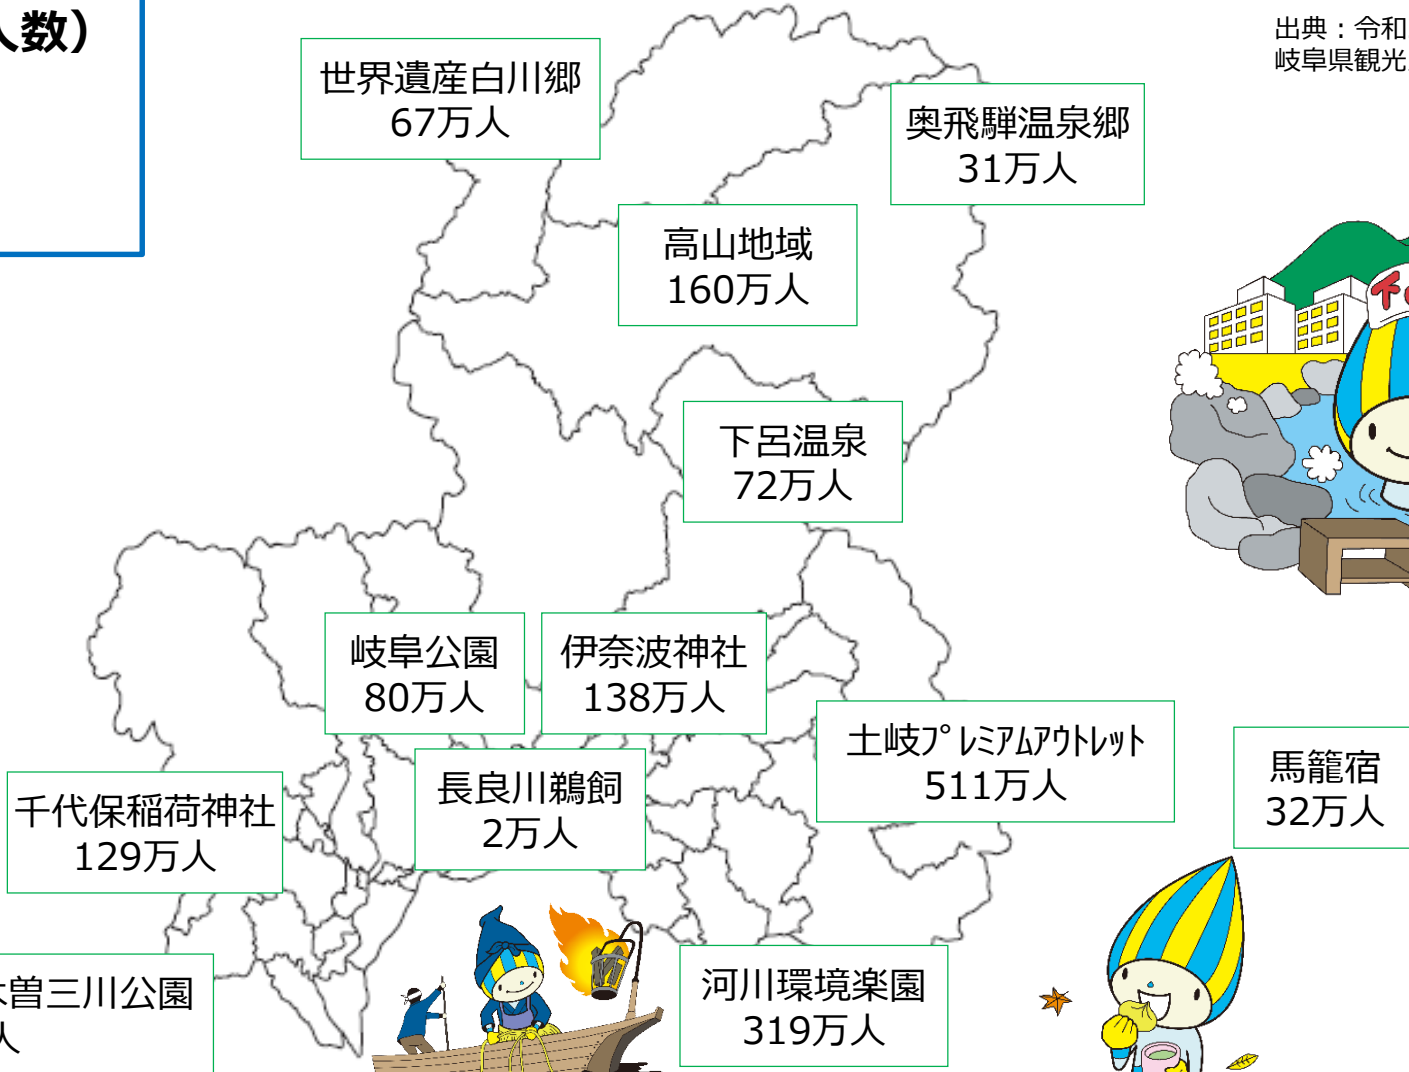 人数）
出典：令和
岐阜県観光
世界遺産白川郷
67万人
奥飛騨温泉郷
31万人
高山地域
160万人
下呂温泉
72万人
岐阜公園
80万人
伊奈波神社
138万人
土岐ﾌﾟﾚﾐｱﾑｱｳﾄﾚｯﾄ
511万人
馬籠宿
32万人
長良川鵜飼
2万人
千代保稲荷神社
129万人
木曽三川公園
人
河川環境楽園
319万人